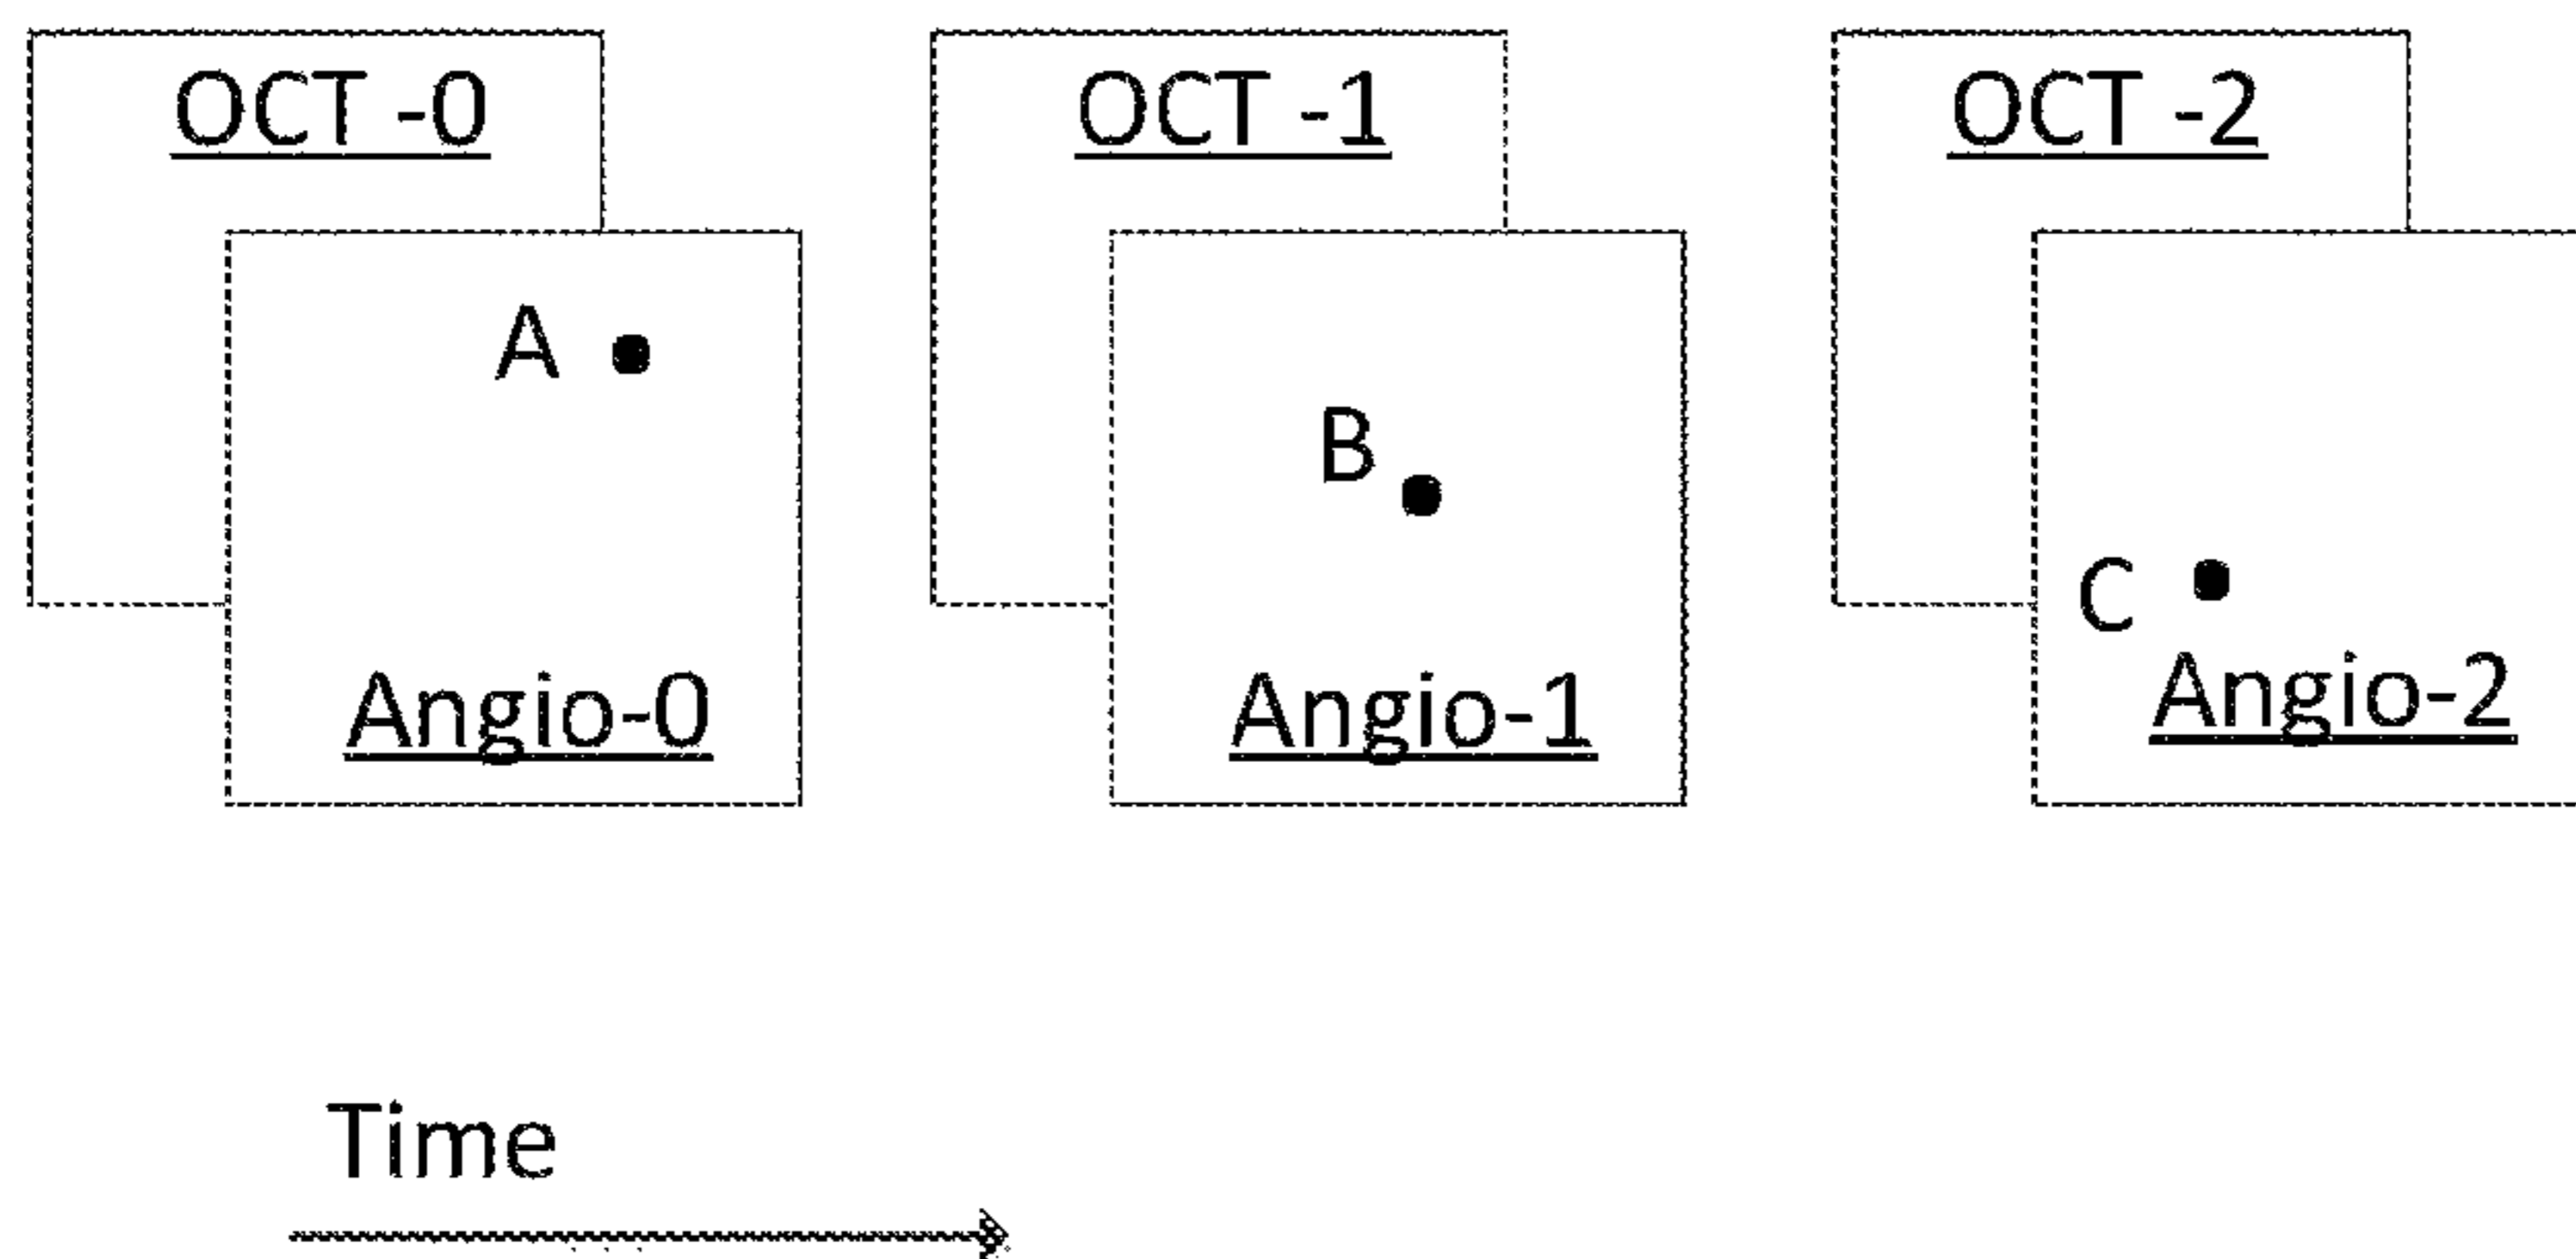 OCT -0
OCT -1
OCT -2
A
B
C
Angio-0
Angio-1
Angio-2
Time